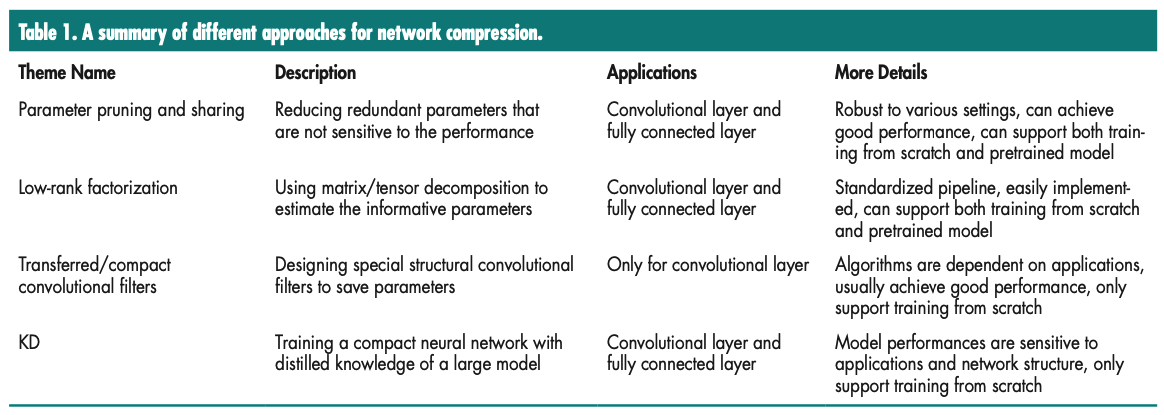 Table 1. A summary of different approaches for network compression.
Theme Name Description Applications More Details
Parameter pruning and sharing Reducing redundant parameters that Convolutional layer and Robust to various settings, can achieve
are not sensitive to the performance fully connected layer good performance, can support both train-
ing from scratch and pretrained model
Low-rank factorization Using matrix/tensor decomposition to Convolutional layer and Standardized pipeline, easily implement-
estimate the informative parameters fully connected layer ed, can support both training from scratch
and pretrained model
Transferred/compact Designing special structural convolutional Only for convolutional layer Algorithms are dependent on applications,
convolutional filters filters to save parameters usually achieve good performance, only
support training from scratch
KD Training a compact neural network with Convolutional layer and Model performances are sensitive to
distilled knowledge of a large model fully connected layer applications and network structure, only
support training from scratch